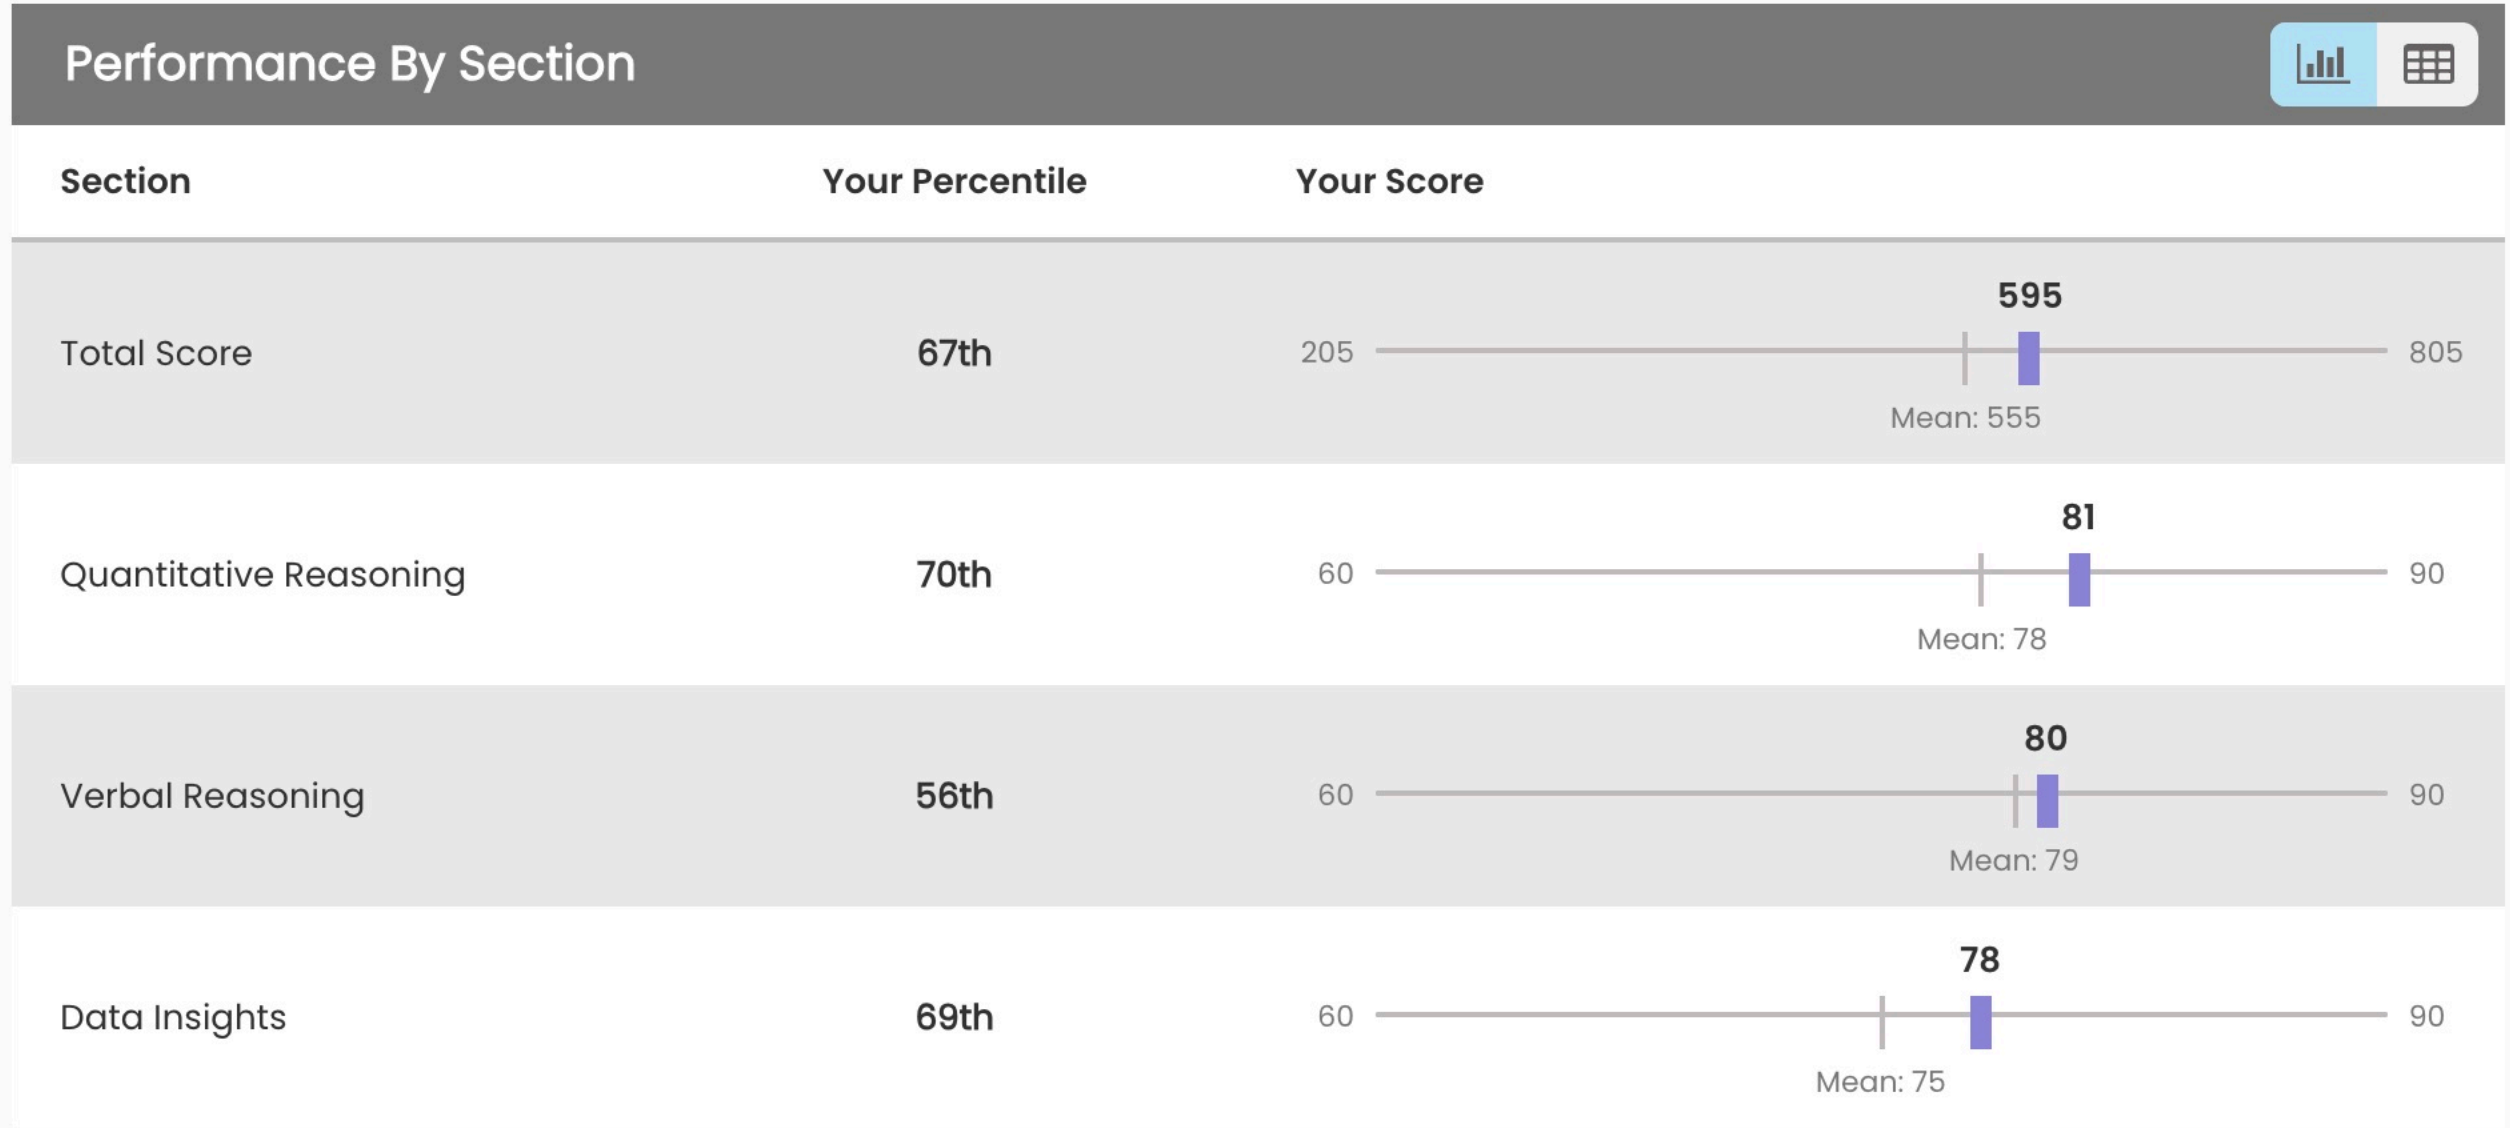 Performance By Section
Section Your Percentile Your Score
595
Total Score 67th 205 805
Mean: 555
81
Quantitative Reasoning 70th 60 90
Mean: 78
80
Verbal Reasoning 56th 60 90
Mean: 79
78
Data Insights 69th 60 90
Mean: 75